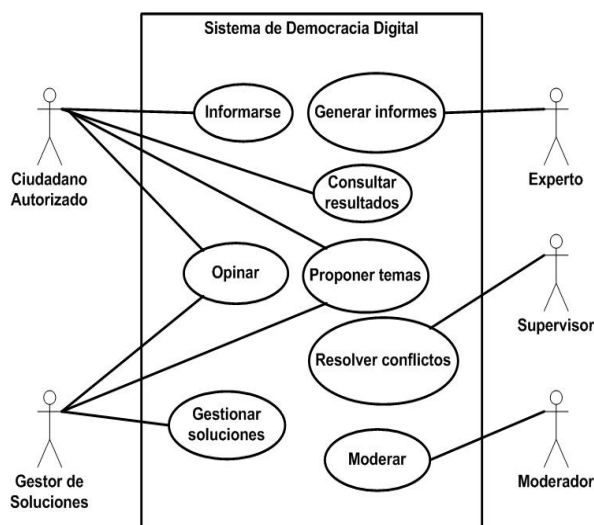 Sistema de Democracia Digital
Informarse
Generar informes
Ciudadano
Autorizado
Consultar
resultados
Experto
Opinar
Proponer temas
Supervisor
Resolver conflictos
Gestionar
soluciones
Moderar
Gestor de
Soluciones
Moderador